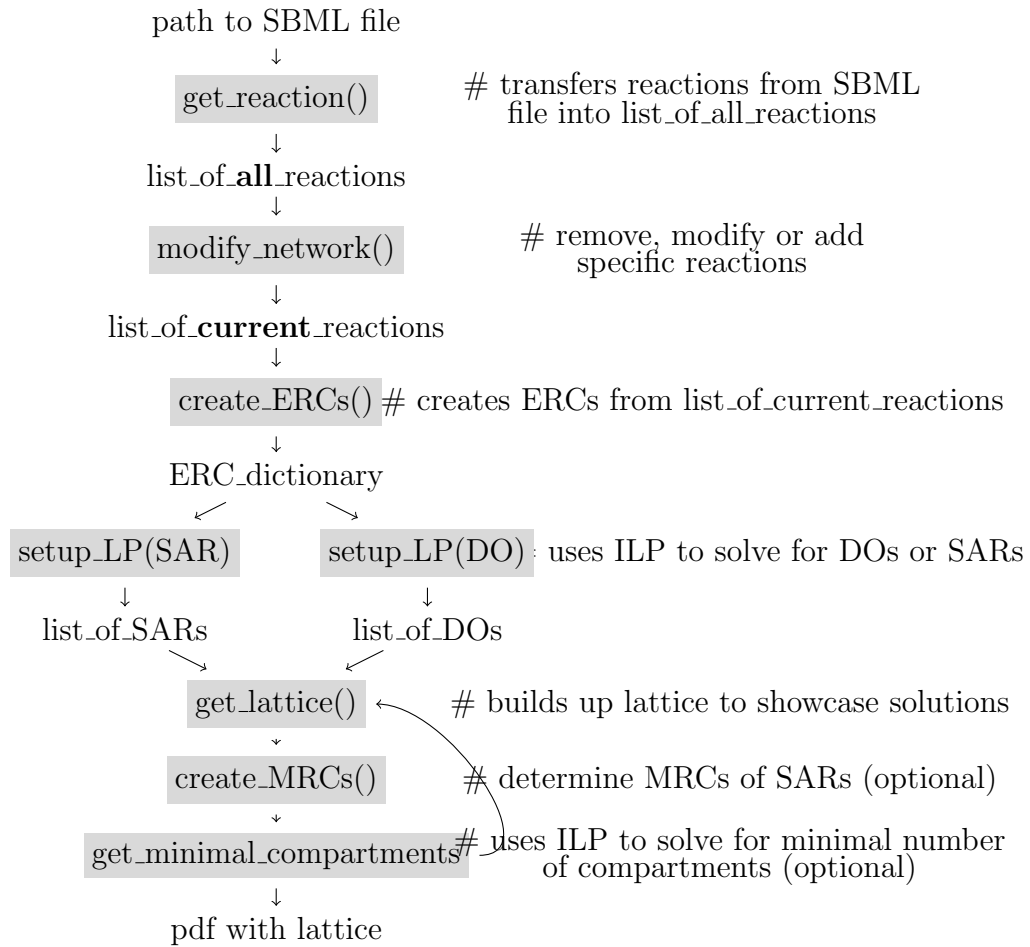 path to SBML file
get_reaction()
# transfers reactions from SBML
file into list_of_all_reactions
list_of_all_reactions
modify_network()
# remove, modify or add
specific reactions
list_of_current_reactions
create_ERCs() # creates ERCs from list_of_current_reactions
ERC_dictionary
setup_LP(SAR)
setup_LP(DO)
uses ILP to solve for DOs or SARs
list_of_SARs
list_of_DOs
get_lattice()
# builds up lattice to showcase solutions
create_MRCs()
# determine MRCs of SARs (optional)
get_minimal_compartments
# uses ILP to solve for minimal number
of compartments (optional)
pdf with lattice